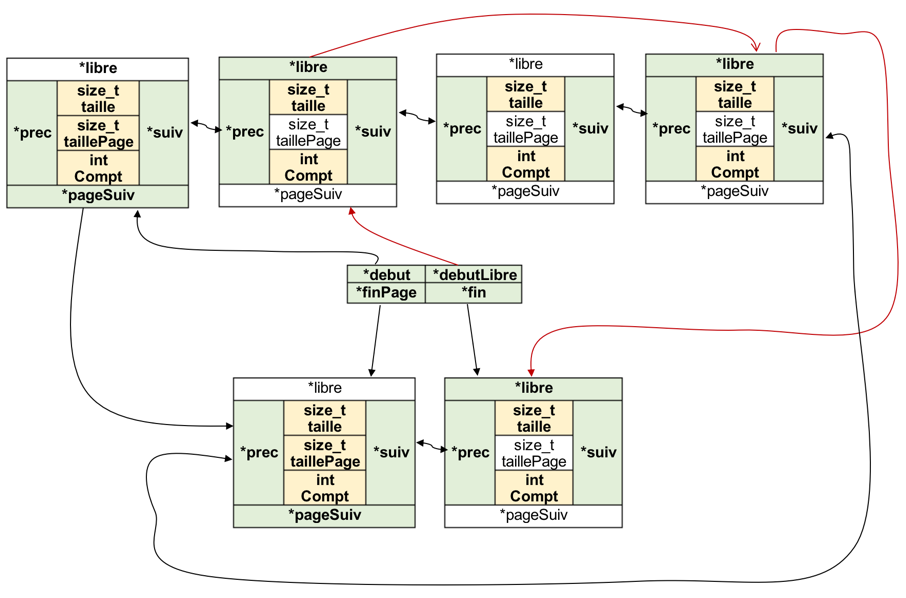 *libre
*prec
size_t
taille
size_t
taillePage
int
Compt
*suiv
*pageSuiv
*libre
*prec
size_t
taille
size_t
taillePage
int
Compt
*suiv
*pageSuiv
*libre
*prec
size_t
taille
size_t
taillePage
int
Compt
*suiv
*pageSuiv
*libre
*prec
size_t
taille
size_t
taillePage
int
Compt
*suiv
*pageSuiv
*debut *debutLibre
*finPage *fin
*libre
*prec
size_t
taille
size_t
taillePage
int
Compt
*suiv
*pageSuiv
*libre
*prec
size_t
taille
size_t
taillePage
int
Compt
*suiv
*pageSuiv